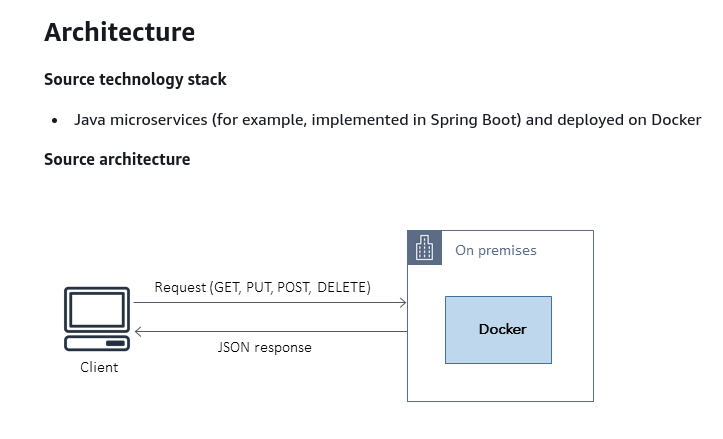 Architecture
Source technology stack
• Java microservices (for example, implemented in Spring Boot) and deployed on Docker
Source architecture
On premises
Request (GET, PUT, POST, DELETE)
Docker
JSON response
Client